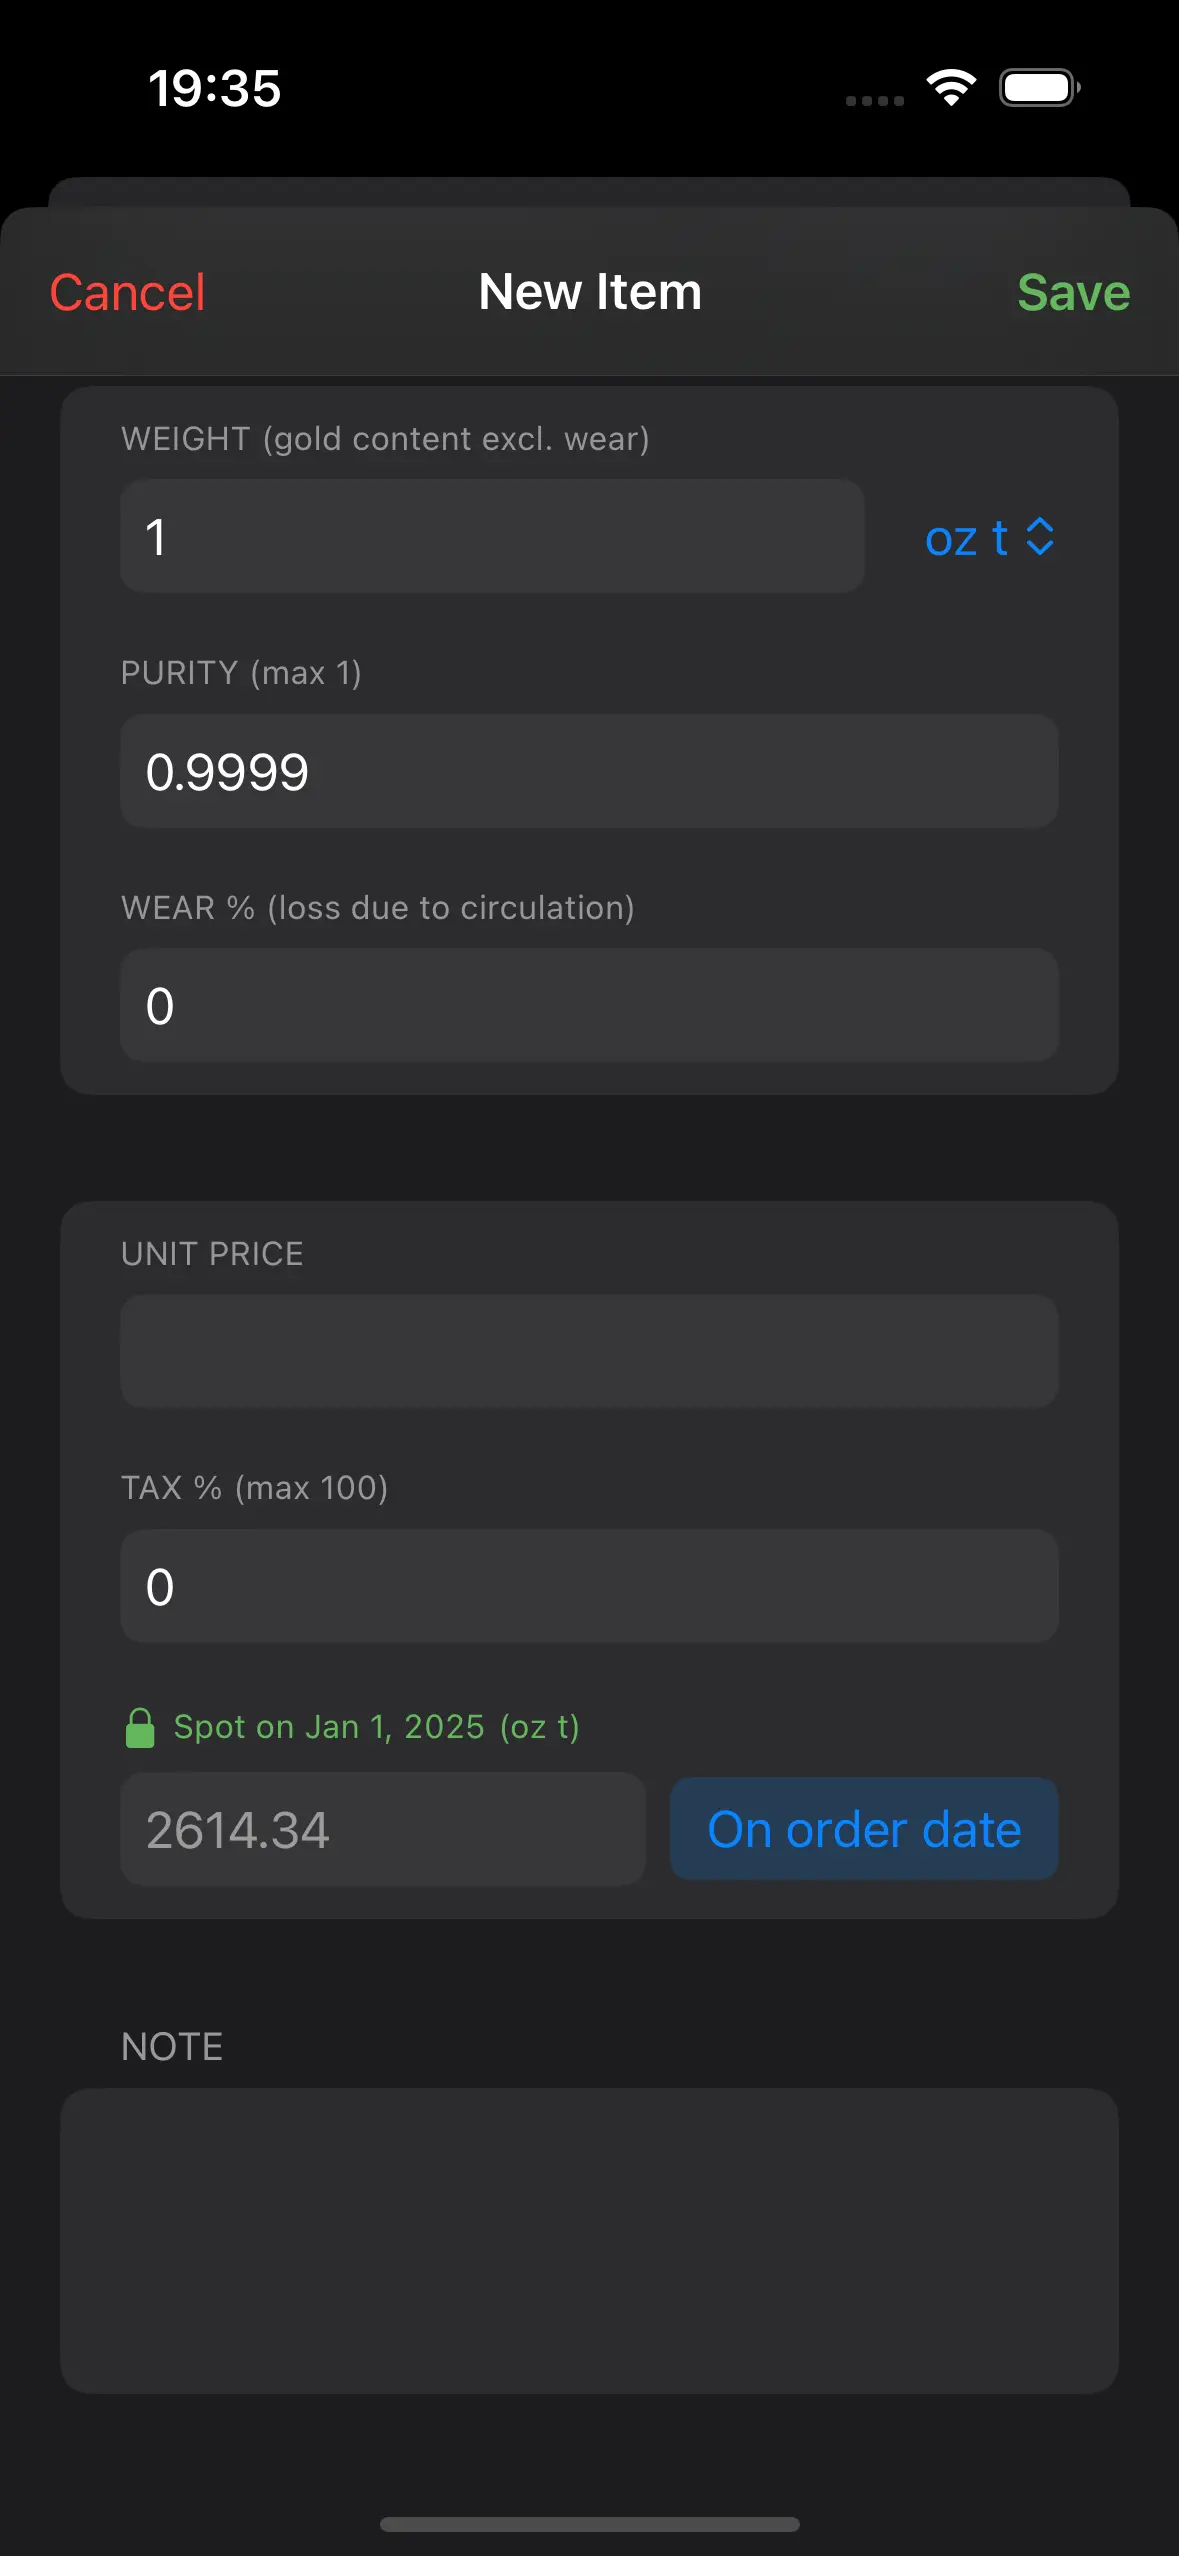 19:35
Cancel New Item Save
WEIGHT (gold content excl. wear)
1 oz t
PURITY (max 1)
0.9999
WEAR % (loss due to circulation)
0
UNIT PRICE
TAX % (max 100)
0
Spot on Jan 1, 2025 (oz t)
2614.34 On order date
NOTE